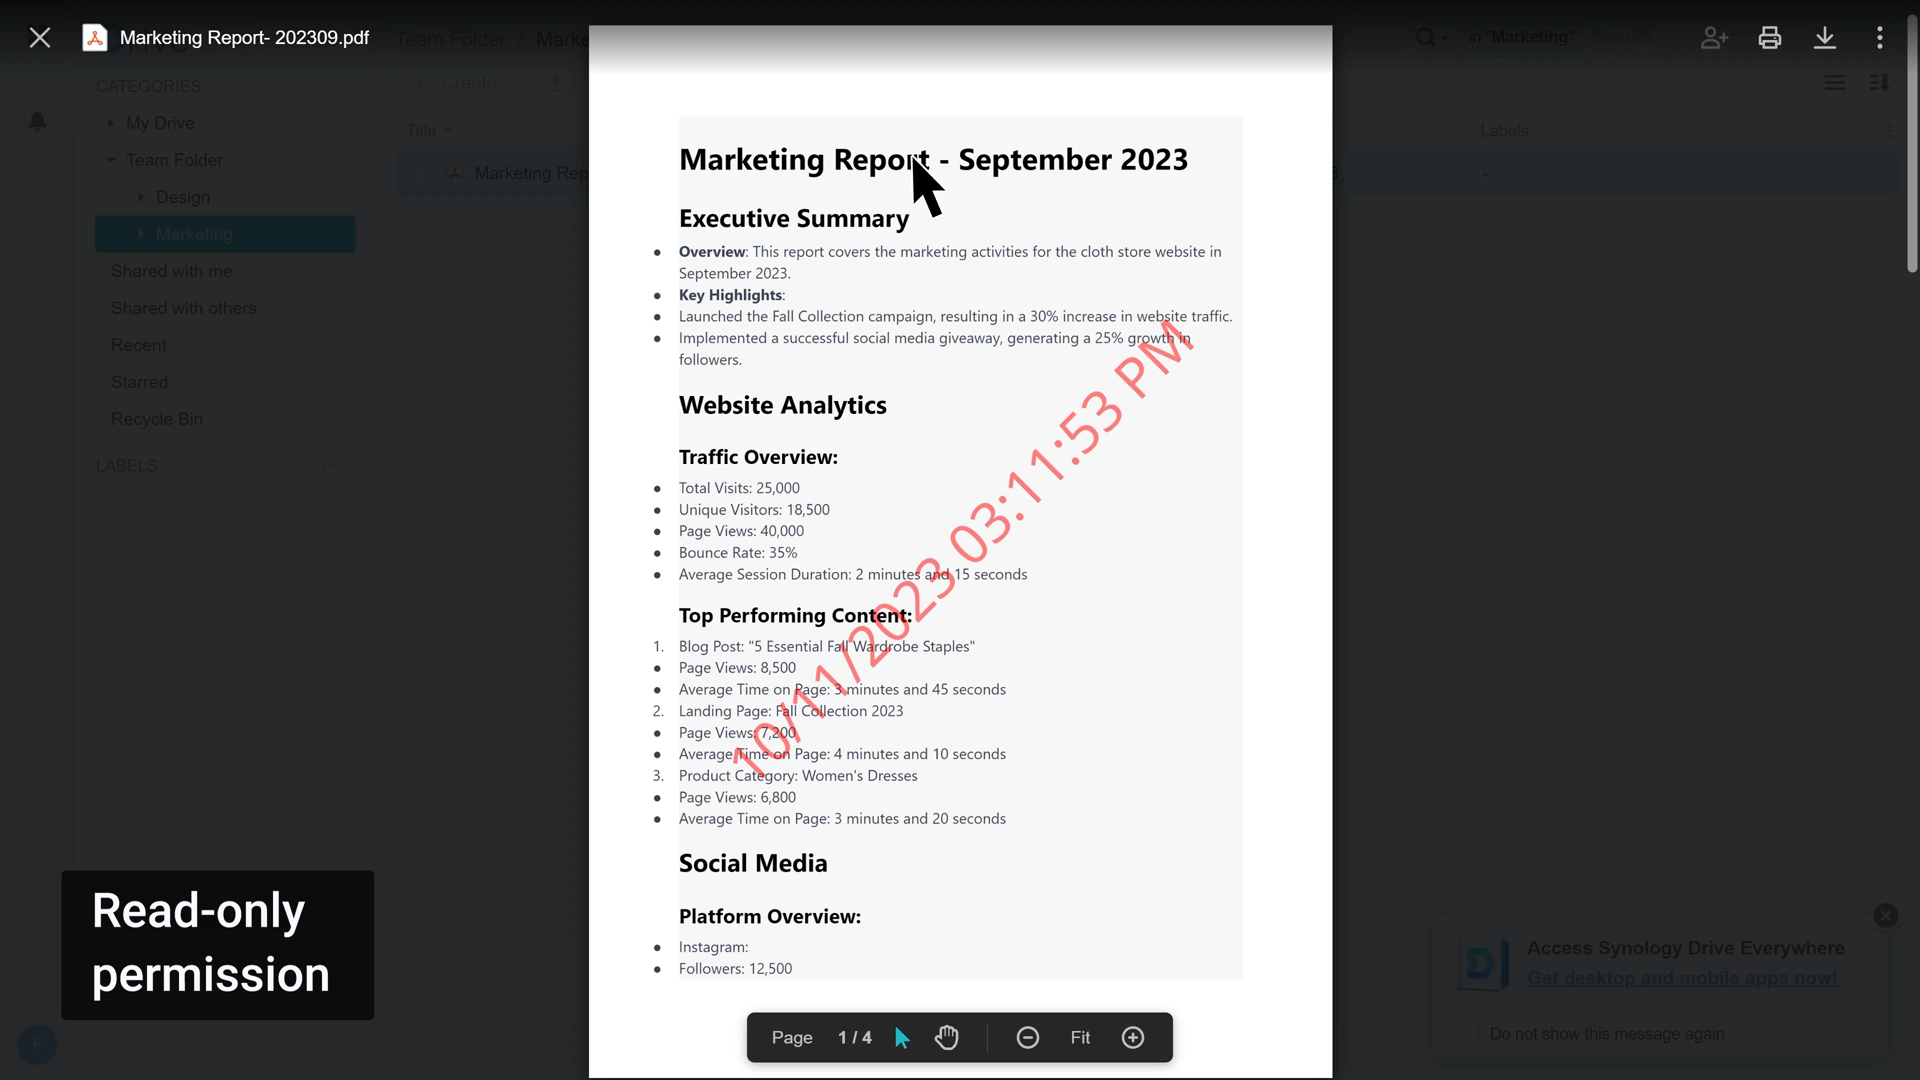 Marketing Report- 202309.pdf
Team Folder / Marke
In "Marketing" Search
CATEGORIES
My Drive
Team Folder
Design
Marketing
Shared with me
Shared with others
Recent
Starred
Recycle Bin
LABELS
+ Create
Title
Labels
Marketing Rep
-
Marketing Report - September 2023
Executive Summary
• Overview: This report covers the marketing activities for the cloth store website in
September 2023.
• Key Highlights:
• Launched the Fall Collection campaign, resulting in a 30% increase in website traffic.
• Implemented a successful social media giveaway, generating a 25% growth in
followers.
Website Analytics
Traffic Overview:
• Total Visits: 25,000
• Unique Visitors: 18,500
• Page Views: 40,000
• Bounce Rate: 35%
• Average Session Duration: 2 minutes and 15 seconds
Top Performing Content:
1. Blog Post: "5 Essential Fall Wardrobe Staples"
• Page Views: 8,500
• Average Time on Page: 3 minutes and 45 seconds
2. Landing Page: Fall Collection 2023
• Page Views: 7,200
• Average Time on Page: 4 minutes and 10 seconds
3. Product Category: Women's Dresses
• Page Views: 6,800
• Average Time on Page: 3 minutes and 20 seconds
Social Media
Platform Overview:
• Instagram:
• Followers: 12,500
10/11/2023 03:11:53 PM
Read-only
permission
Page 1 / 4 Fit
Access Synology Drive Everywhere
Get desktop and mobile apps now!
Do not show this message again